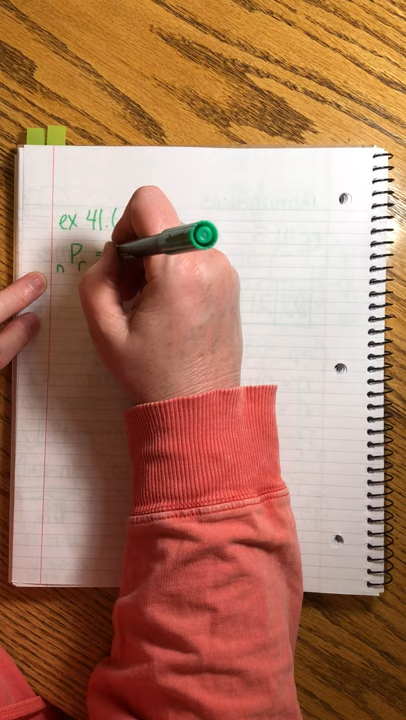 ex 41.
nPr =